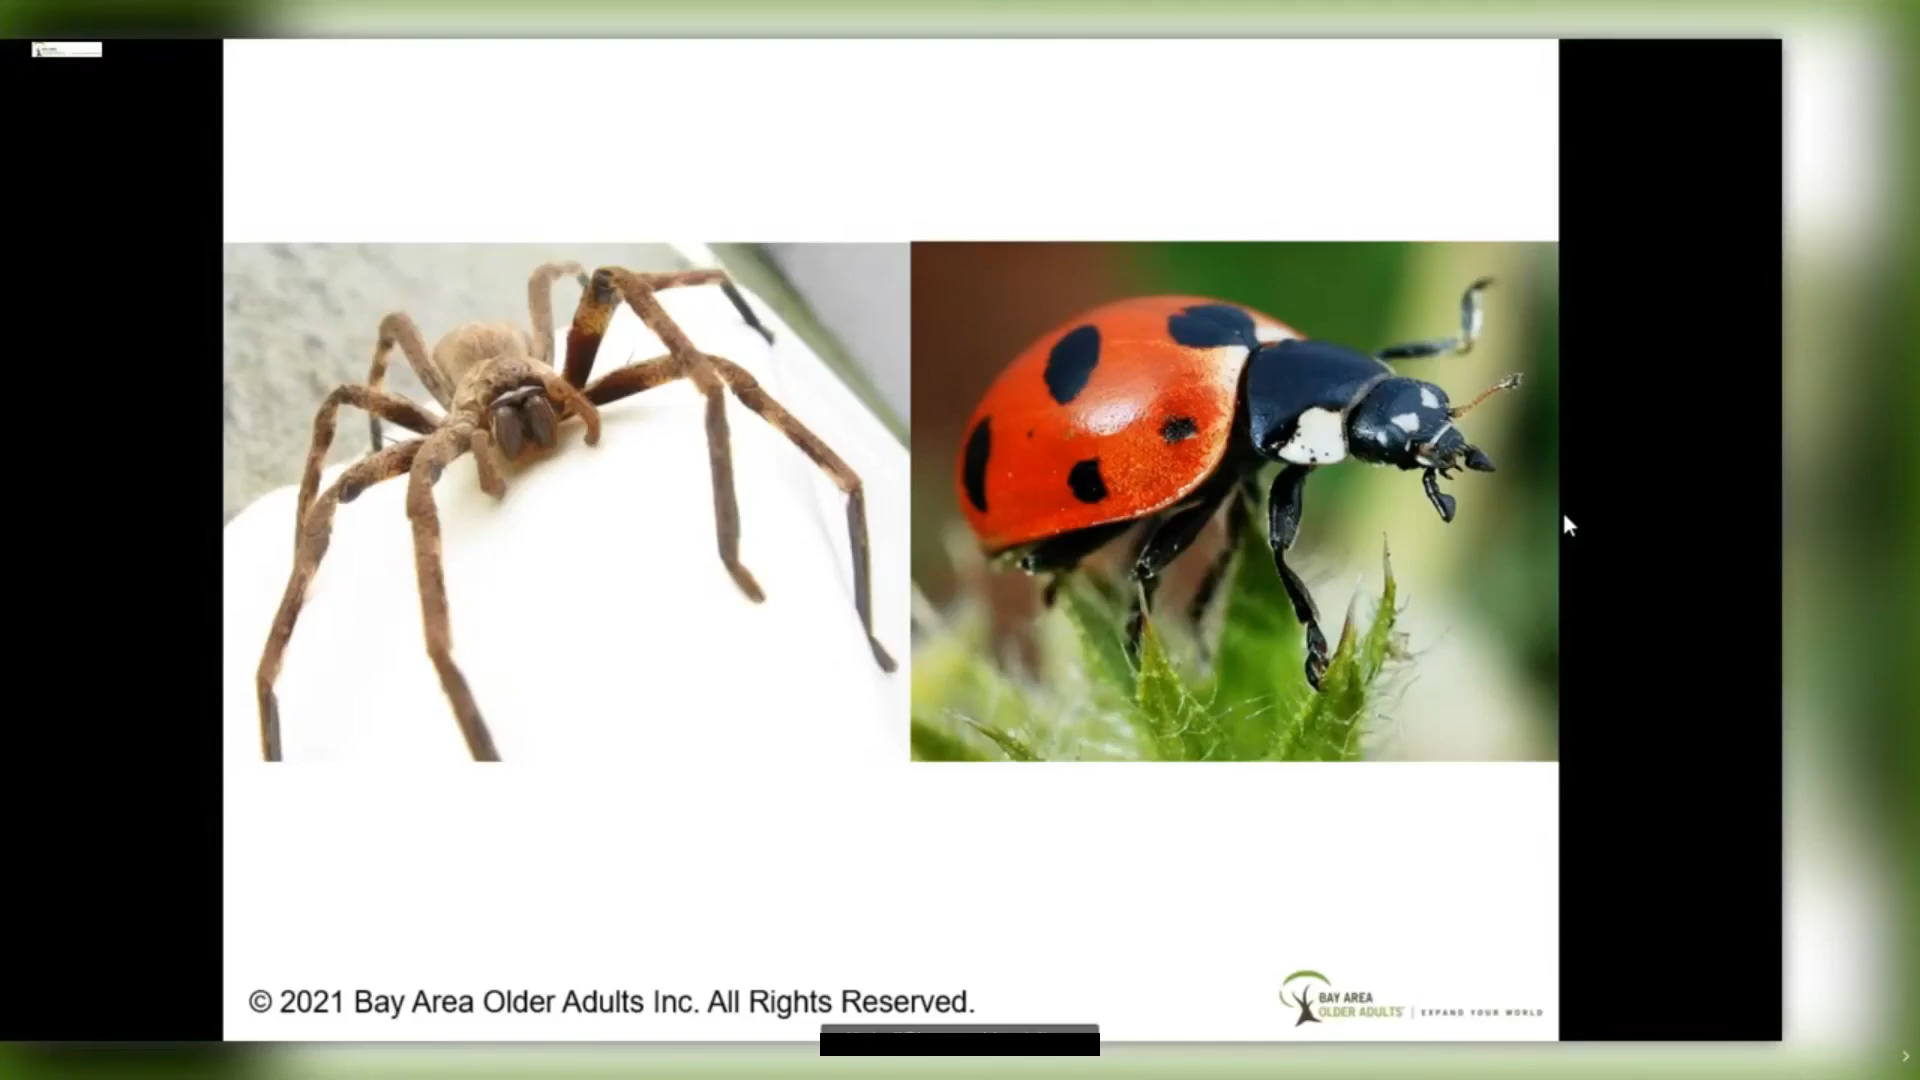 © 2021 Bay Area Older Adults Inc. All Rights Reserved.
BAY AREA
OLDER ADULTS | EXPAND YOUR WORLD